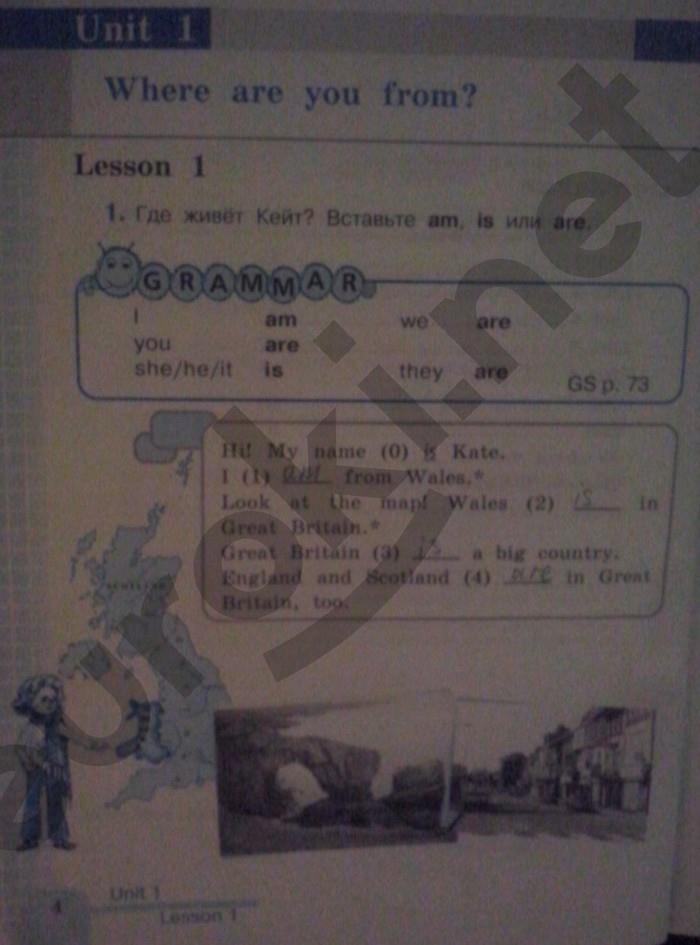 Unit 1
Where are you from?
Lesson 1
1. Где живёт Кейт? Вставьте am, is или are.
GRAMMAR
I am we are
you are
she/he/it is they are
GS p. 73
Hi! My name (0) is Kate.
I (1) am from Wales.*
Look at the map! Wales (2) is in
Great Britain.*
Great Britain (3) is a big country.
England and Scotland (4) are in Great
Britain, too.
SCOTLAND
euroki.net
4
Unit 1
Lesson 1